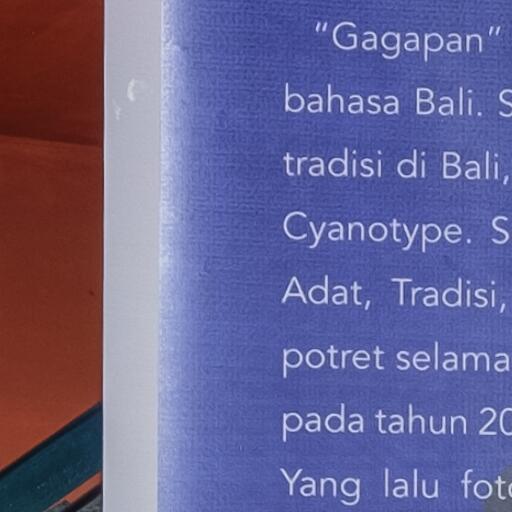 “Gagapan”
bahasa Bali. S
tradisi di Bali,
Cyanotype. S
Adat, Tradisi,
potret selama
pada tahun 20
Yang lalu foto